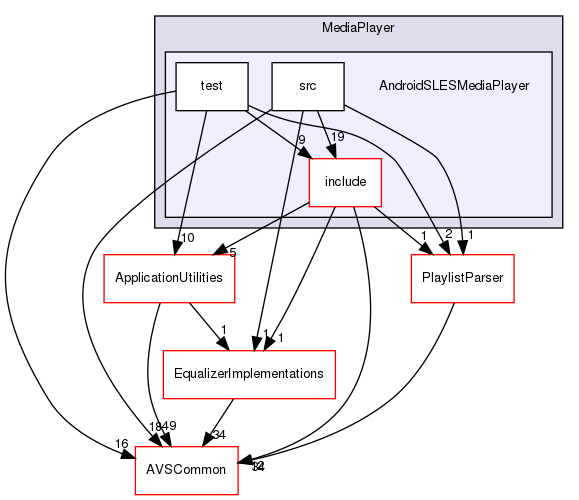 MediaPlayer
test
src
AndroidSLESMediaPlayer
9
19
include
10
5
1
2
1
ApplicationUtilities
PlaylistParser
1
1
1
EqualizerImplementations
16
18
49
34
AVSCommon
34